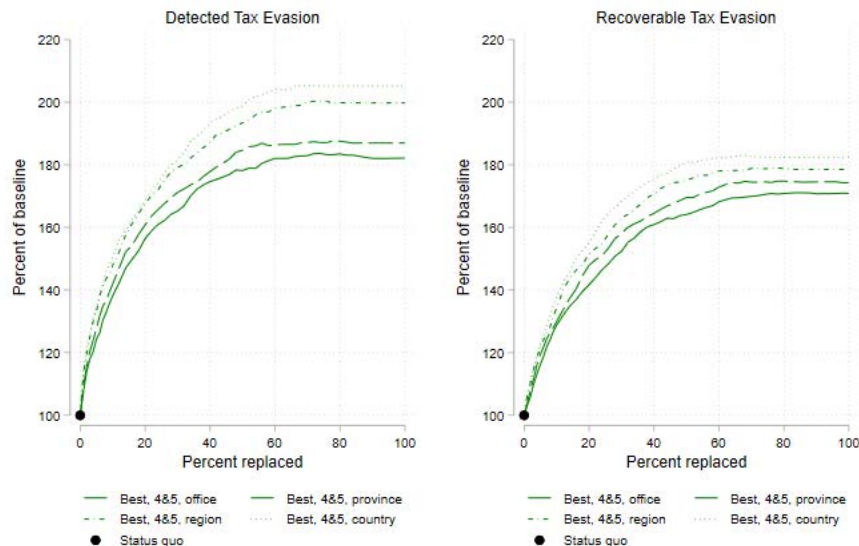 Detected Tax Evasion
220
200
180
160
140
120
100
Percent of baseline
0 20 40 60 80 100
Percent replaced
Best, 4&5, office Best, 4&5, province
Best, 4&5, region Best, 4&5, country
Status quo
Recoverable Tax Evasion
220
200
180
160
140
120
100
Percent of baseline
0 20 40 60 80 100
Percent replaced
Best, 4&5, office Best, 4&5, province
Best, 4&5, region Best, 4&5, country
Status quo